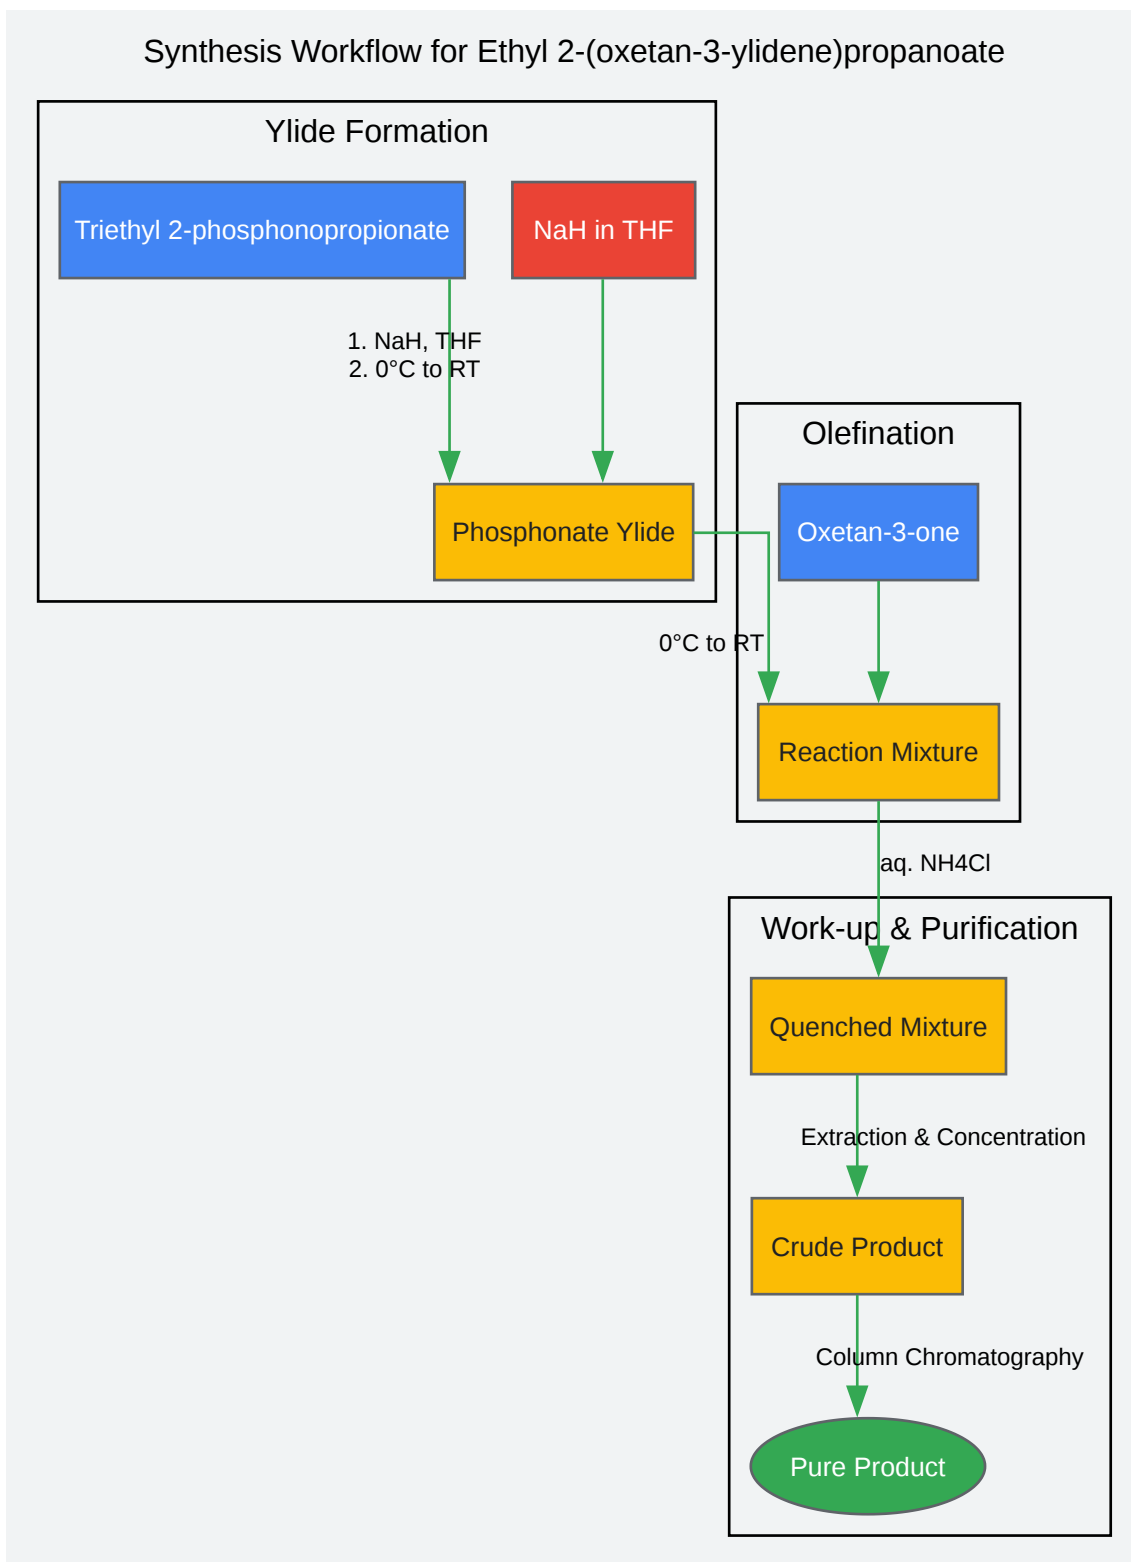 Synthesis Workflow for Ethyl 2-(oxetan-3-ylidene)propanoate
Ylide Formation
Triethyl 2-phosphonopropionate
NaH in THF
1. NaH, THF
2. 0°C to RT
Phosphonate Ylide
Olefination
Oxetan-3-one
0°C to RT
Reaction Mixture
aq. NH4Cl
Work-up & Purification
Quenched Mixture
Extraction & Concentration
Crude Product
Column Chromatography
Pure Product